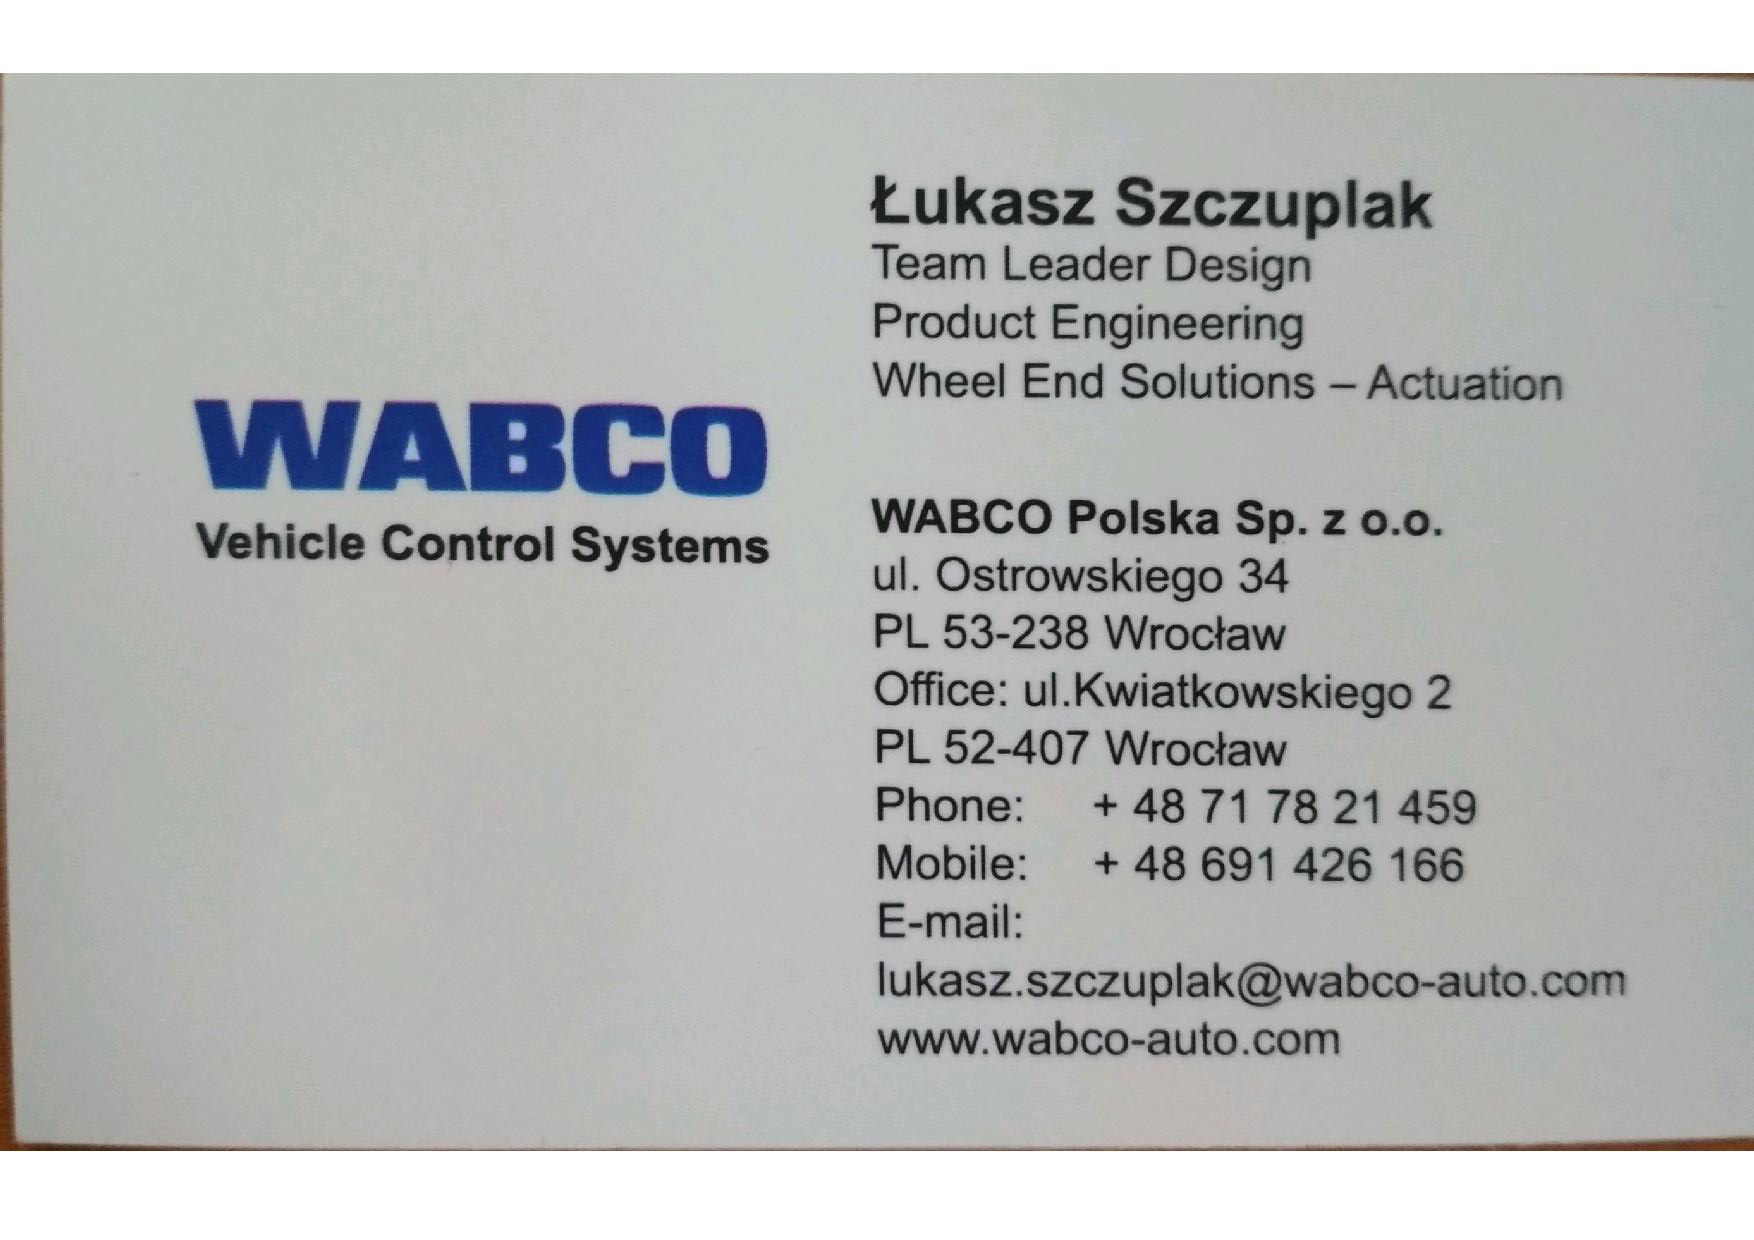 WABCO
Vehicle Control Systems
Łukasz Szczuplak
Team Leader Design
Product Engineering
Wheel End Solutions – Actuation
WABCO Polska Sp. z o.o.
ul. Ostrowskiego 34
PL 53-238 Wrocław
Office: ul.Kwiatkowskiego 2
PL 52-407 Wrocław
Phone: + 48 71 78 21 459
Mobile: + 48 691 426 166
E-mail:
lukasz.szczuplak@wabco-auto.com
www.wabco-auto.com